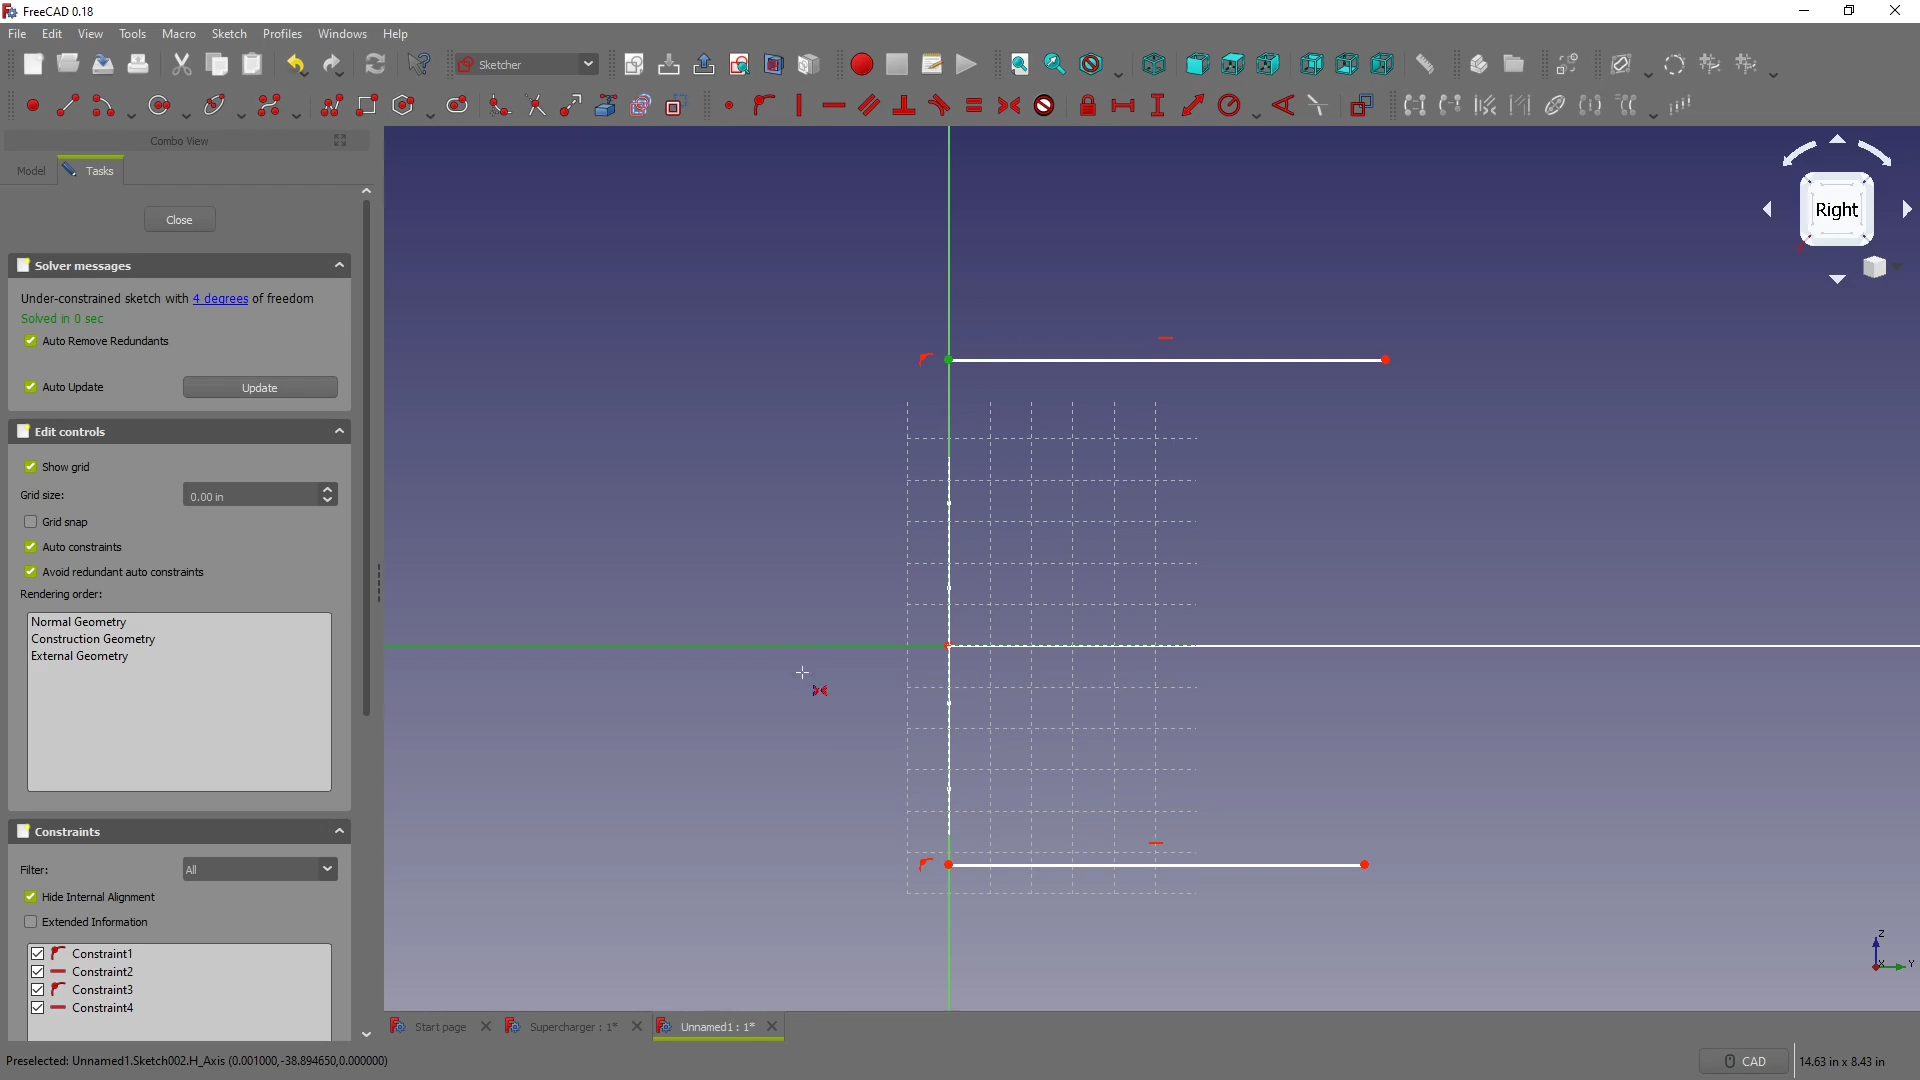 FreeCAD 0.18
File Edit View Tools Macro Sketch Profiles Windows Help
Sketcher
Combo View
Model Tasks
Close
Solver messages
Under-constrained sketch with 4 degrees of freedom
Solved in 0 sec
Auto Remove Redundants
Auto Update Update
Edit controls
Show grid
Grid size: 0.00 in
Grid snap
Auto constraints
Avoid redundant auto constraints
Rendering order:
Normal Geometry
Construction Geometry
External Geometry
Constraints
Filter: All
Hide Internal Alignment
Extended Information
Constraint1
Constraint2
Constraint3
Constraint4
Right
Z
X
Y
Start page Supercharger : 1* Unnamed1 : 1*
Preselected: Unnamed1.Sketch002.H_Axis (0.001000,-38.894650,0.000000)
CAD 14.63 in x 8.43 in